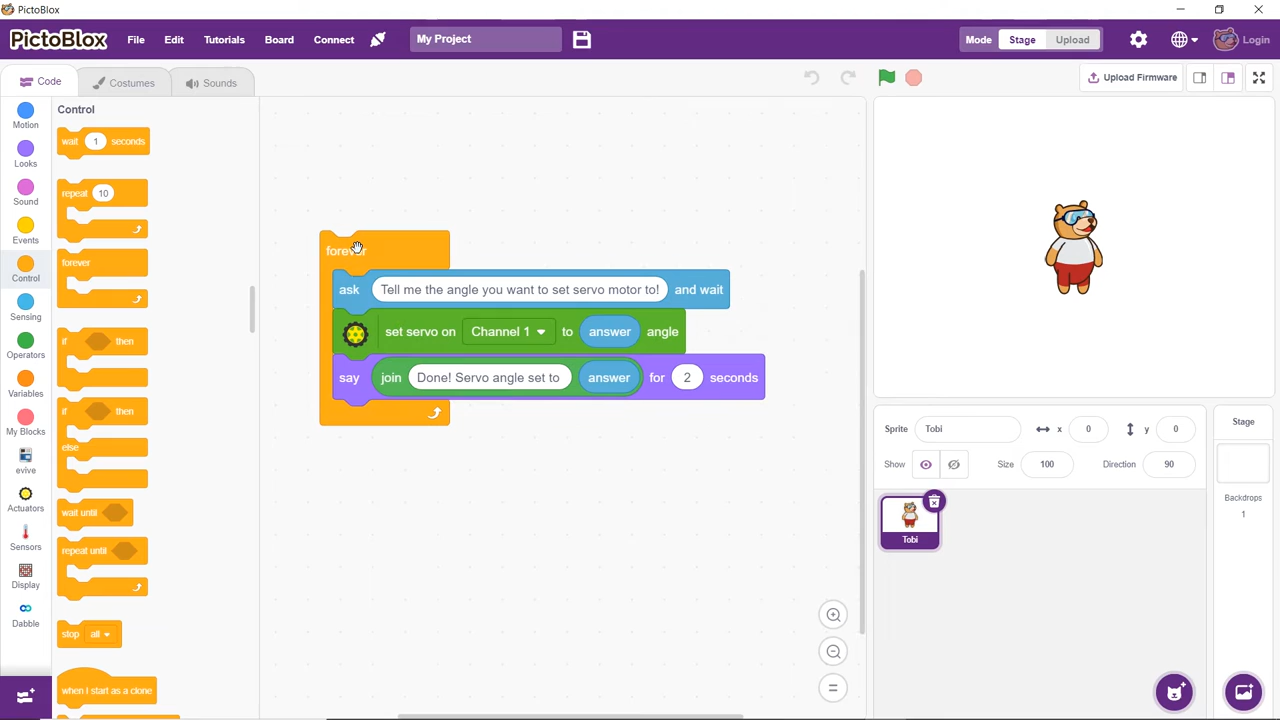 PictoBlox
PictoBlox File Edit Tutorials Board Connect My Project Mode Stage Upload Login
Code Costumes Sounds Upload Firmware
Motion
Looks
Sound
Events
Control
Sensing
Operators
Variables
My Blocks
evive
Actuators
Sensors
Display
Dabble
Control
wait 1 seconds
repeat 10
forever
if then
if then
else
wait until
repeat until
stop all
when I start as a clone
forever
ask Tell me the angle you want to set servo motor to! and wait
set servo on Channel 1 to answer angle
say join Done! Servo angle set to answer for 2 seconds
Sprite Tobi x 0 y 0
Show Size 100 Direction 90
Tobi
Stage
Backdrops
1